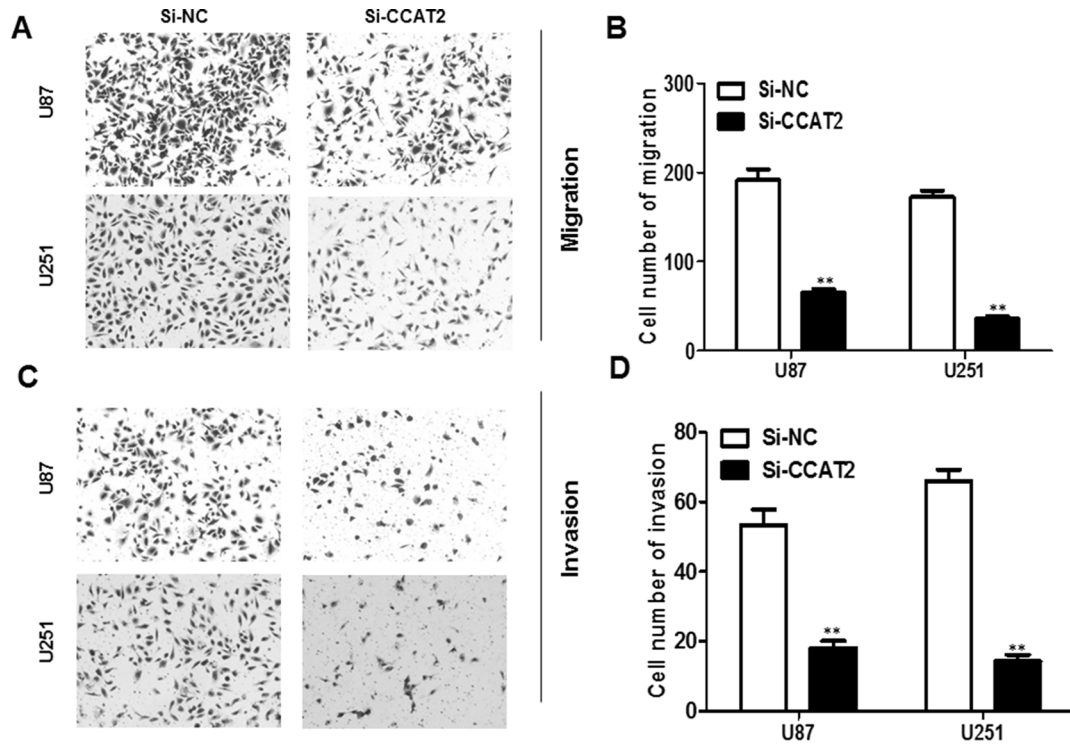 A
Si-NC
Si-CCAT2
U87
U251
Migration
B
Cell number of migration
300
200
100
0
Si-NC
Si-CCAT2
**
**
U87
U251
C
U87
U251
Invasion
D
Cell number of invasion
80
60
40
20
0
Si-NC
Si-CCAT2
**
**
U87
U251